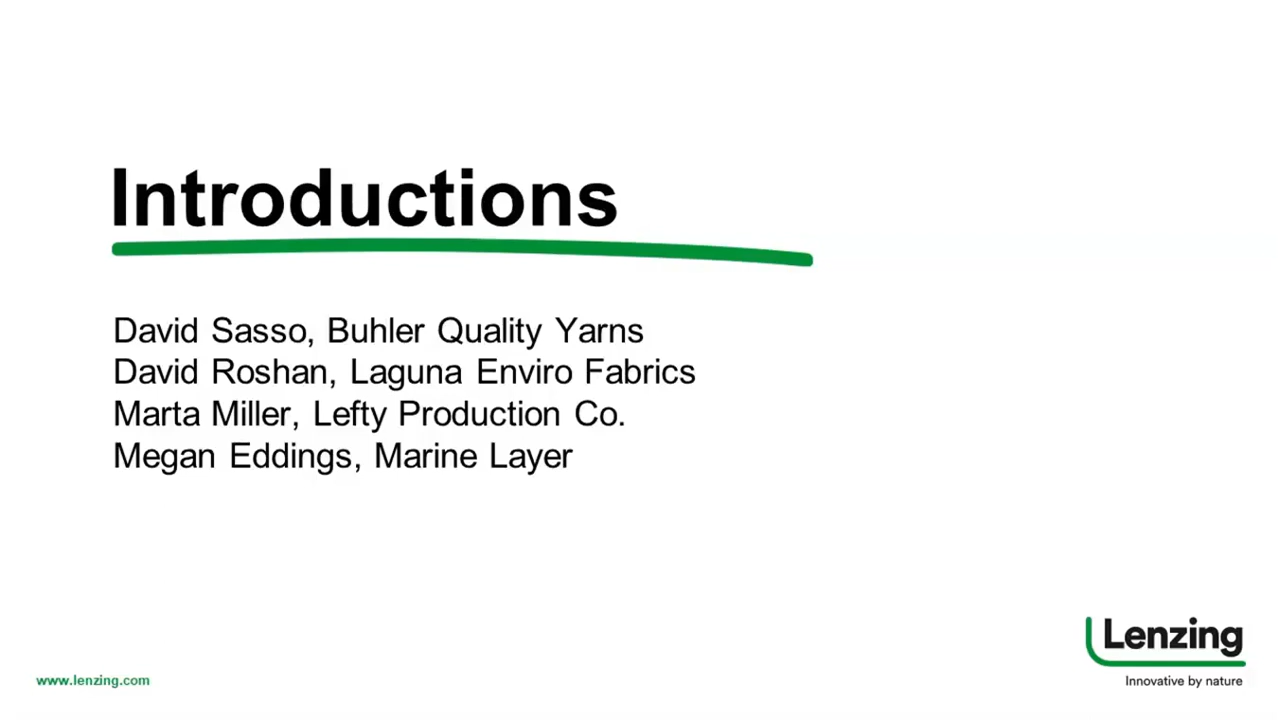 Introductions
David Sasso, Buhler Quality Yarns
David Roshan, Laguna Enviro Fabrics
Marta Miller, Lefty Production Co.
Megan Eddings, Marine Layer
Lenzing
Innovative by nature
www.lenzing.com